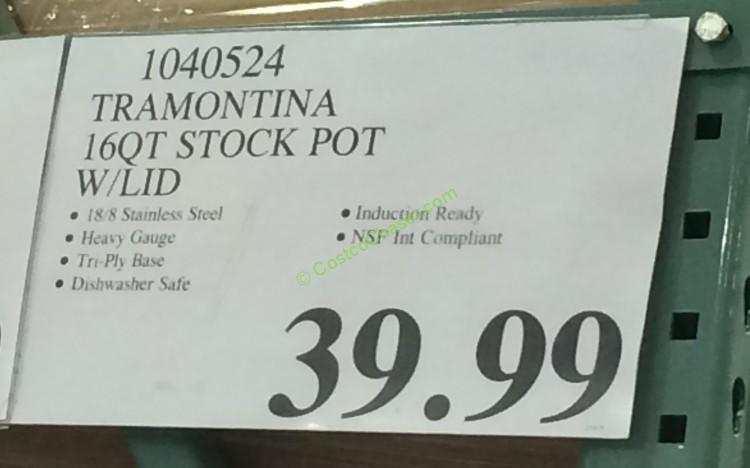 1040524
TRAMONTINA
16QT STOCK POT
W/LID
• 18/8 Stainless Steel
• Heavy Gauge
• Tri-Ply Base
• Dishwasher Safe
• Induction Ready
• NSF Int Compliant
© CostcoChaser.com
39.99